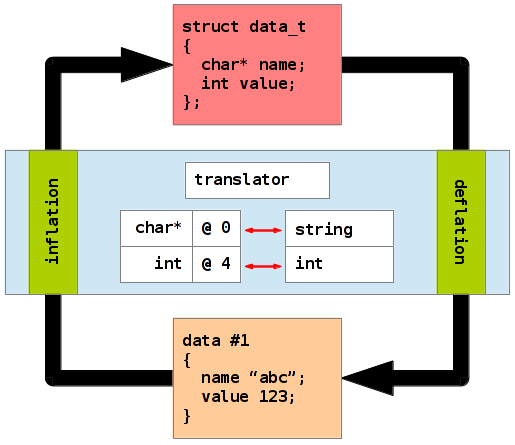 struct data_t
{
char* name;
int value;
};
inflation
deflation
translator
char* @ 0 string
int @ 4 int
data #1
{
name “abc”;
value 123;
}